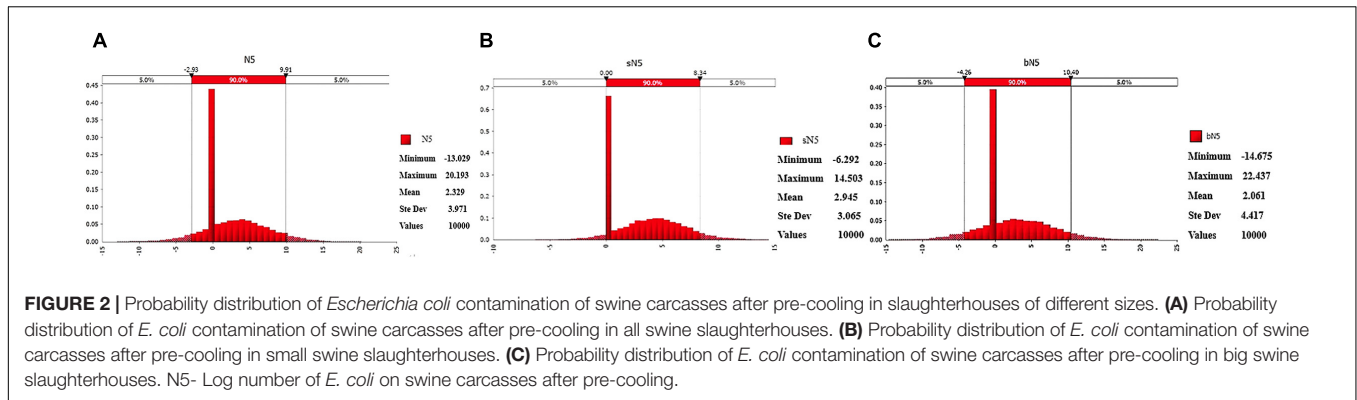 A
N5
-2.93 9.91
5.0% 90.0% 5.0%
0.45
0.40
0.35
0.30
0.25
0.20
0.15
0.10
0.05
0.00
-15 -10 -5 0 5 10 15 20 25
N5
Minimum -13.029
Maximum 20.193
Mean 2.329
Ste Dev 3.971
Values 10000
B
sN5
0.00 8.34
5.0% 90.0% 5.0%
0.7
0.6
0.5
0.4
0.3
0.2
0.1
0.0
-10 -5 0 5 10 15
sN5
Minimum -6.292
Maximum 14.503
Mean 2.945
Ste Dev 3.065
Values 10000
C
bN5
-4.26 10.40
5.0% 90.0% 5.0%
0.40
0.35
0.30
0.25
0.20
0.15
0.10
0.05
0.00
-15 -10 -5 0 5 10 15 20 25
bN5
Minimum -14.675
Maximum 22.437
Mean 2.061
Ste Dev 4.417
Values 10000
FIGURE 2 | Probability distribution of Escherichia coli contamination of swine carcasses after pre-cooling in slaughterhouses of different sizes. (A) Probability
distribution of E. coli contamination of swine carcasses after pre-cooling in all swine slaughterhouses. (B) Probability distribution of E. coli contamination of swine
carcasses after pre-cooling in small swine slaughterhouses. (C) Probability distribution of E. coli contamination of swine carcasses after pre-cooling in big swine
slaughterhouses. N5- Log number of E. coli on swine carcasses after pre-cooling.